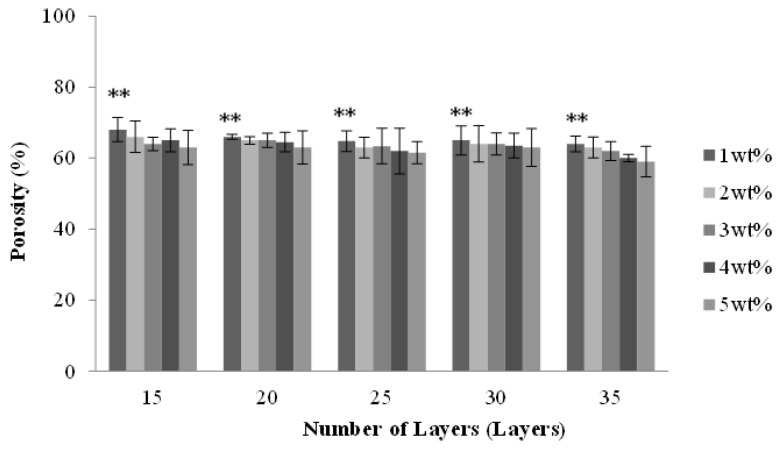 100
80
60
40
20
0
Porosity (%)
** ** ** ** **
15 20 25 30 35
Number of Layers (Layers)
1wt%
2wt%
3wt%
4wt%
5wt%